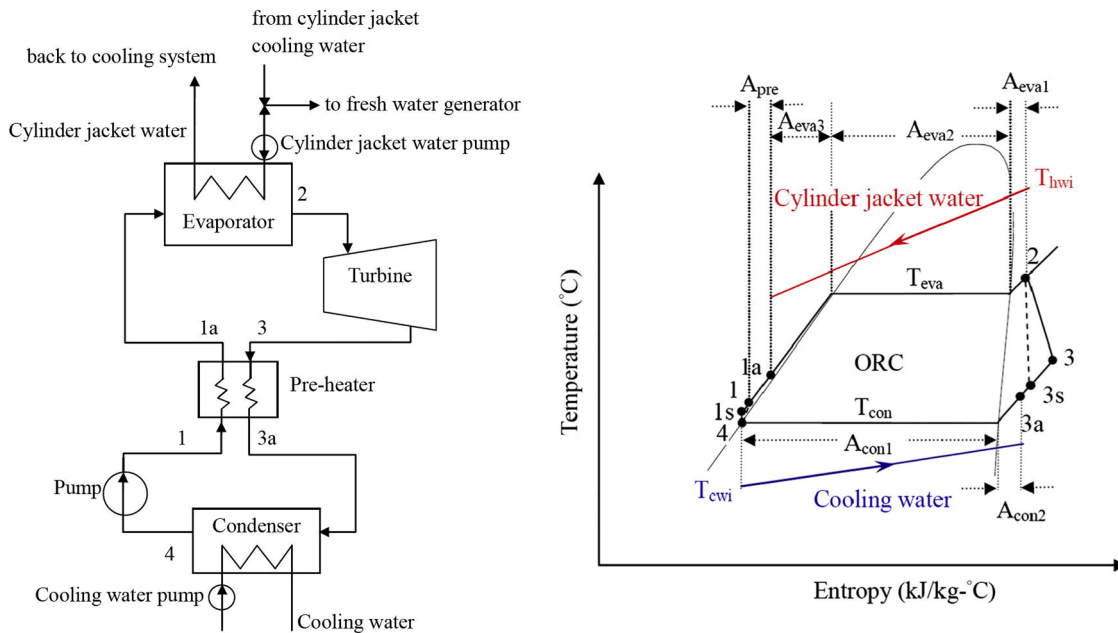 from cylinder jacket
cooling water
back to cooling system
to fresh water generator
Cylinder jacket water
Cylinder jacket water pump
2
Evaporator
Turbine
1a
3
Pre-heater
1
3a
Pump
Condenser
4
Cooling water pump
Cooling water
A_pre
A_eva1
A_eva3
A_eva2
T_hwi
Cylinder jacket water
2
T_eva
1a
ORC
3
1
3s
1s
T_con
3a
4
A_con1
T_cwi
Cooling water
A_con2
Temperature (°C)
Entropy (kJ/kg-°C)